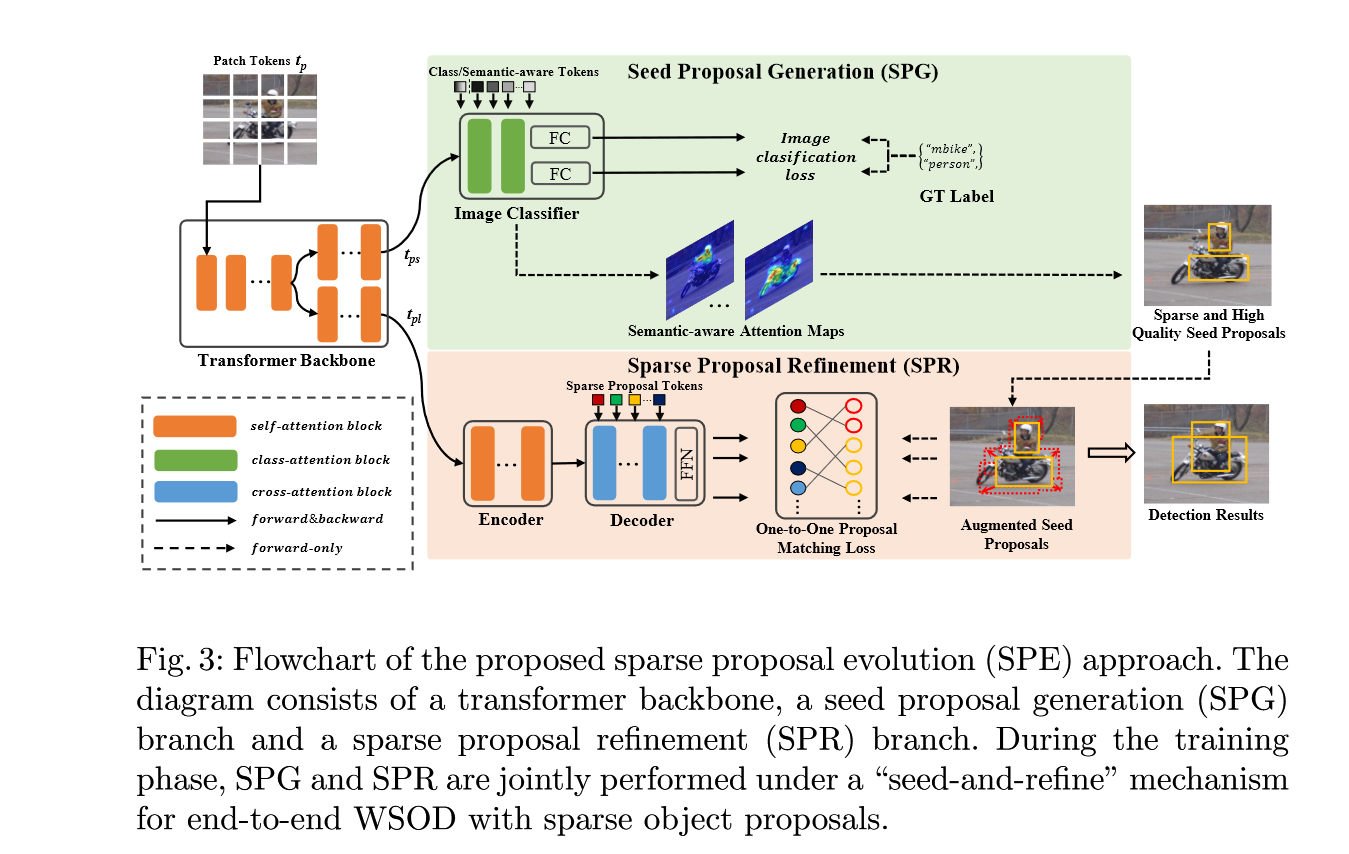 Patch Tokens tp
Class/Semantic-aware Tokens
Seed Proposal Generation (SPG)
FC
FC
Image
clasification
loss
{"mbike",
"person",}
GT Label
Image Classifier
tps
tpl
Semantic-aware Attention Maps
Sparse and High
Quality Seed Proposals
Transformer Backbone
Sparse Proposal Refinement (SPR)
Sparse Proposal Tokens
self-attention block
class-attention block
cross-attention block
forward&backward
forward-only
FFN
Encoder
Decoder
One-to-One Proposal
Matching Loss
Augmented Seed
Proposals
Detection Results
Fig. 3: Flowchart of the proposed sparse proposal evolution (SPE) approach. The
diagram consists of a transformer backbone, a seed proposal generation (SPG)
branch and a sparse proposal refinement (SPR) branch. During the training
phase, SPG and SPR are jointly performed under a “seed-and-refine” mechanism
for end-to-end WSOD with sparse object proposals.